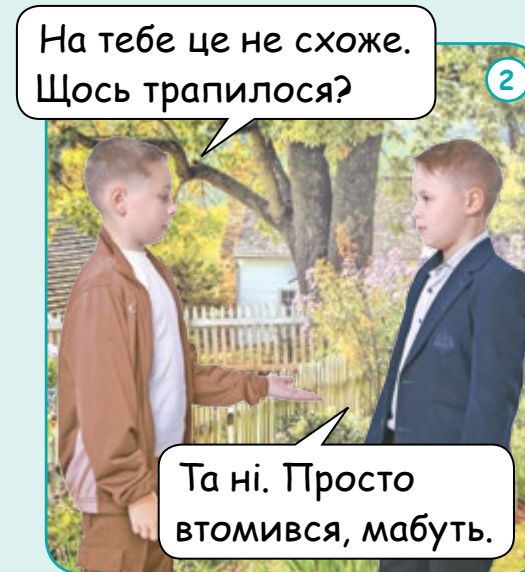 На тебе це не схоже.
Щось трапилося?
2
Та ні. Просто
втомився, мабуть.